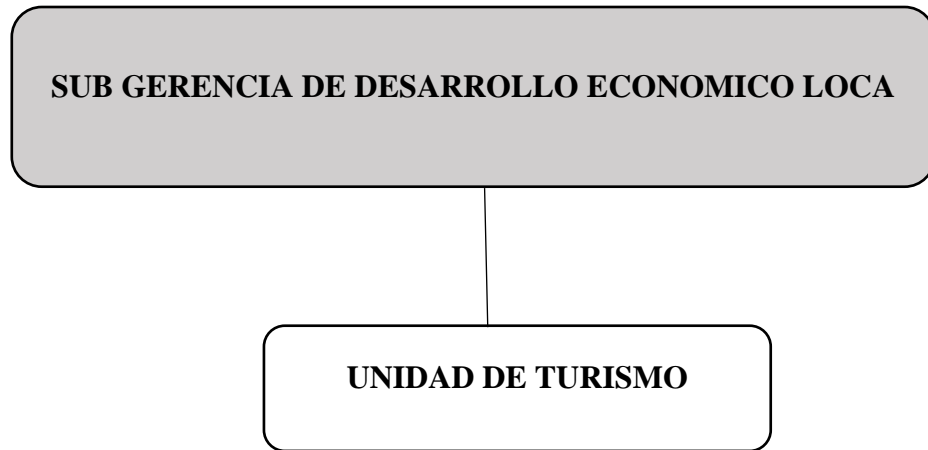 SUB GERENCIA DE DESARROLLO ECONOMICO LOCA
UNIDAD DE TURISMO